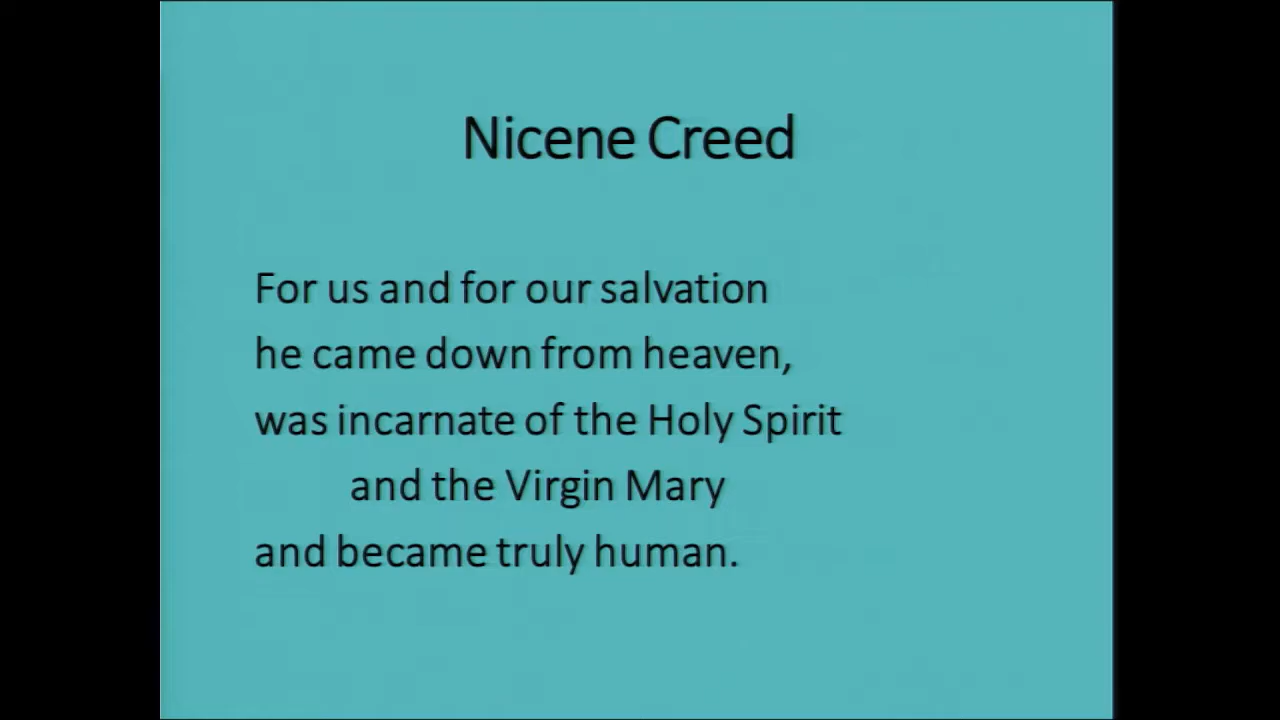 Nicene Creed
For us and for our salvation
he came down from heaven,
was incarnate of the Holy Spirit
and the Virgin Mary
and became truly human.